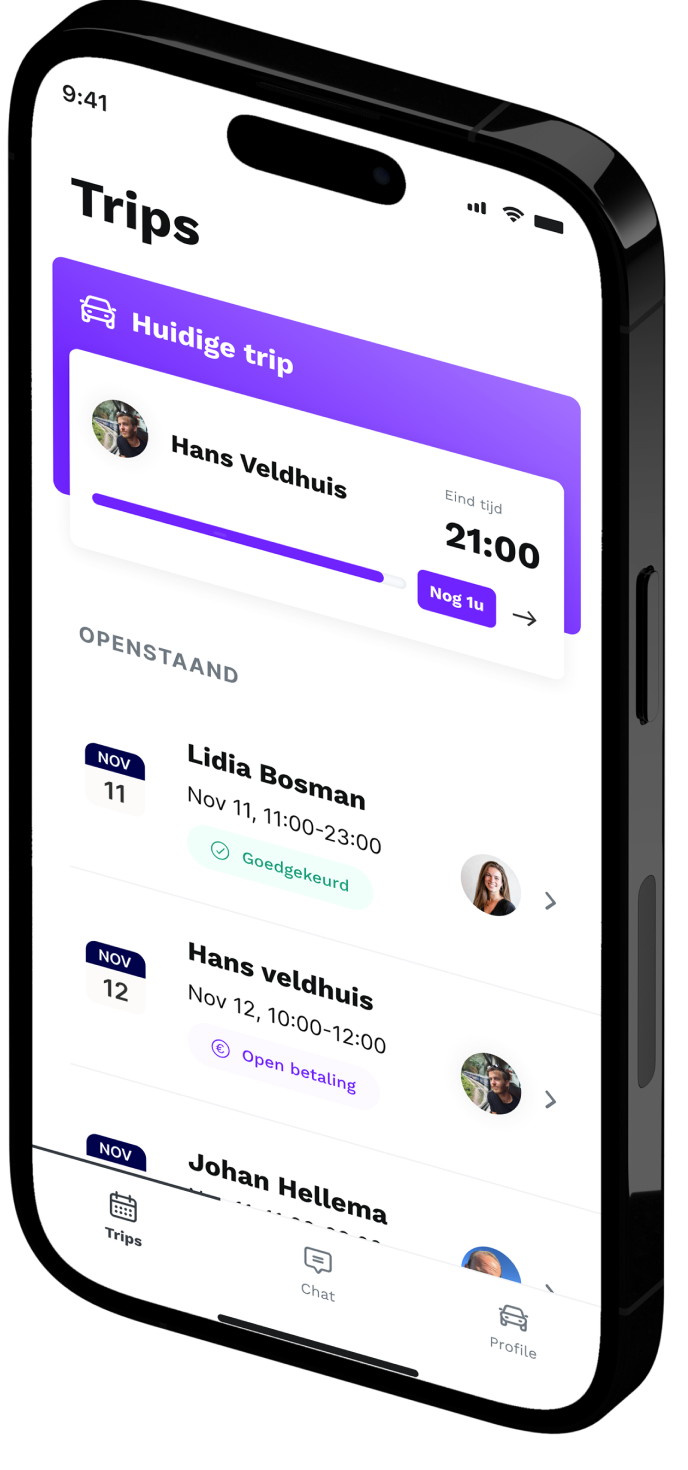 9:41
Trips
Huidige trip
Hans Veldhuis
Eind tijd
21:00
Nog 1u
OPENSTAAND
NOV
11
Lidia Bosman
Nov 11, 11:00-23:00
Goedgekeurd
NOV
12
Hans veldhuis
Nov 12, 10:00-12:00
€ Open betaling
NOV
Johan Hellema
Trips
Chat
Profile